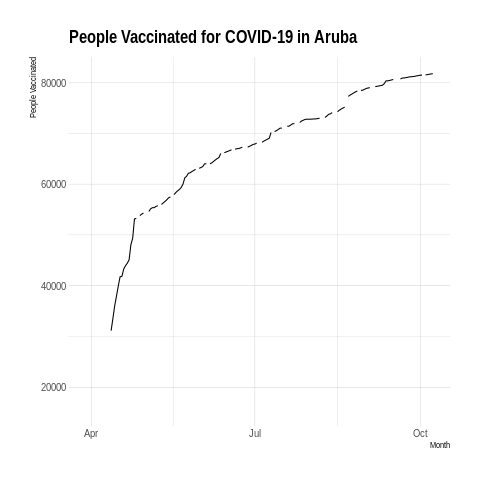 People Vaccinated for COVID-19 in Aruba
People Vaccinated
80000
60000
40000
20000
Apr
Jul
Oct
Month